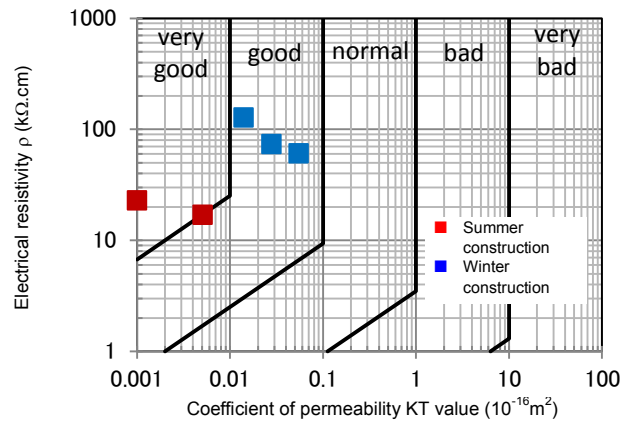 Electrical resistivity ρ (kΩ.cm)
1000
100
10
1
very good
good
normal
bad
very bad
Summer construction
Winter construction
0.001
0.01
0.1
1
10
100
Coefficient of permeability KT value (10⁻¹⁶m²)